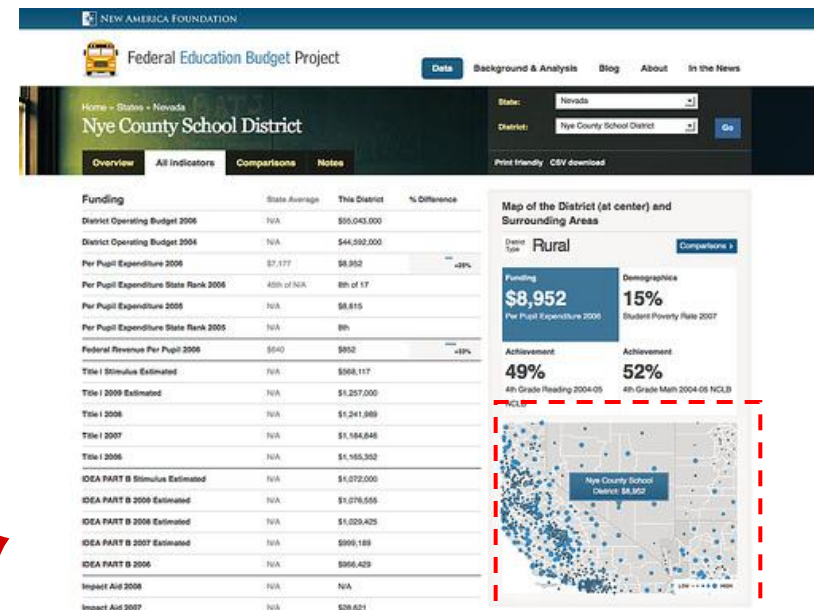 NEW AMERICA FOUNDATION
Federal Education Budget Project
Data Background & Analysis Blog About In the News
Home » States » Nevada
Nye County School District
State: Nevada
District: Nye County School District Go
Overview All Indicators Comparisons Notes
Print friendly CSV download
Funding State Average This District % Difference
District Operating Budget 2006 N/A $55,043,000
District Operating Budget 2004 N/A $44,592,000
Per Pupil Expenditure 2006 $7,177 $8,952
Per Pupil Expenditure State Rank 2006 of N/A 8th of 17
Per Pupil Expenditure 2005 N/A $8,615
Per Pupil Expenditure State Rank 2005 N/A 8th
Federal Revenue Per Pupil 2006 $640 $852
Title I Stimulus Estimated N/A $568,117
Title I 2009 Estimated N/A $1,257,000
Title I 2008 N/A $1,241,989
Title I 2007 N/A $1,184,846
Title I 2006 N/A $1,165,352
IDEA PART B Stimulus Estimated N/A $1,072,000
IDEA PART B 2009 Estimated N/A $1,076,555
IDEA PART B 2008 Estimated N/A $1,029,425
IDEA PART B 2007 Estimated N/A $999,189
IDEA PART B 2006 N/A $956,429
Impact Aid 2008 N/A N/A
Impact Aid 2007 N/A $28,621
Map of the District (at center) and
Surrounding Areas
District Type Rural Comparisons
Funding
$8,952
Per Pupil Expenditure 2006
Demographics
15%
Student Poverty Rate 2007
Achievement
49%
4th Grade Reading 2004-05
NCLB
Achievement
52%
4th Grade Math 2004-05 NCLB
Nye County School
District: $8,952
LOW HIGH